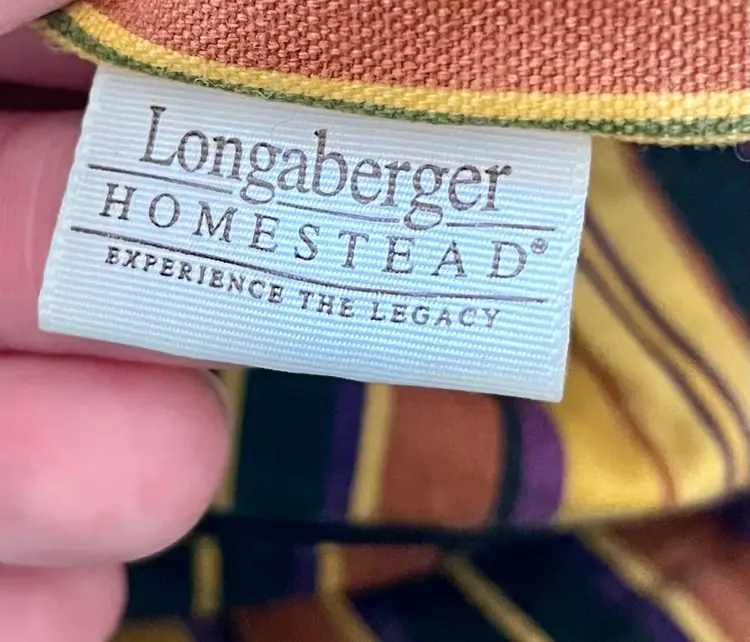 Longaberger
HOMESTEAD®
EXPERIENCE THE LEGACY